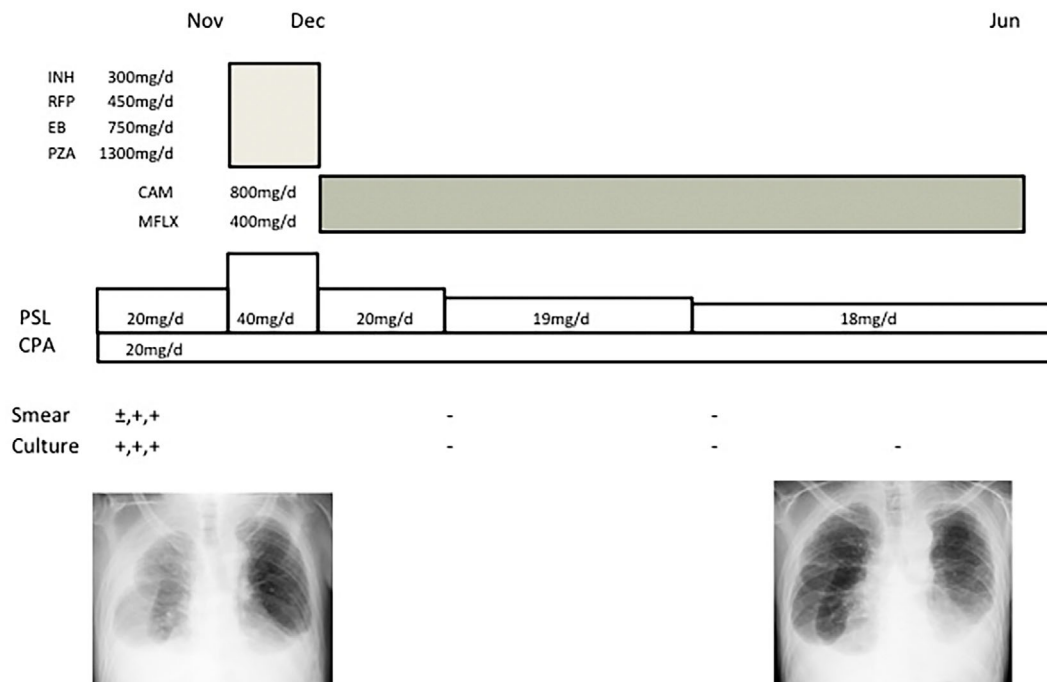 Nov Dec Jun
INH 300mg/d
RFP 450mg/d
EB 750mg/d
PZA 1300mg/d
CAM 800mg/d
MFLX 400mg/d
PSL 20mg/d 40mg/d 20mg/d 19mg/d 18mg/d
CPA 20mg/d
Smear ±,+,+ - -
Culture +,+,+ - - -